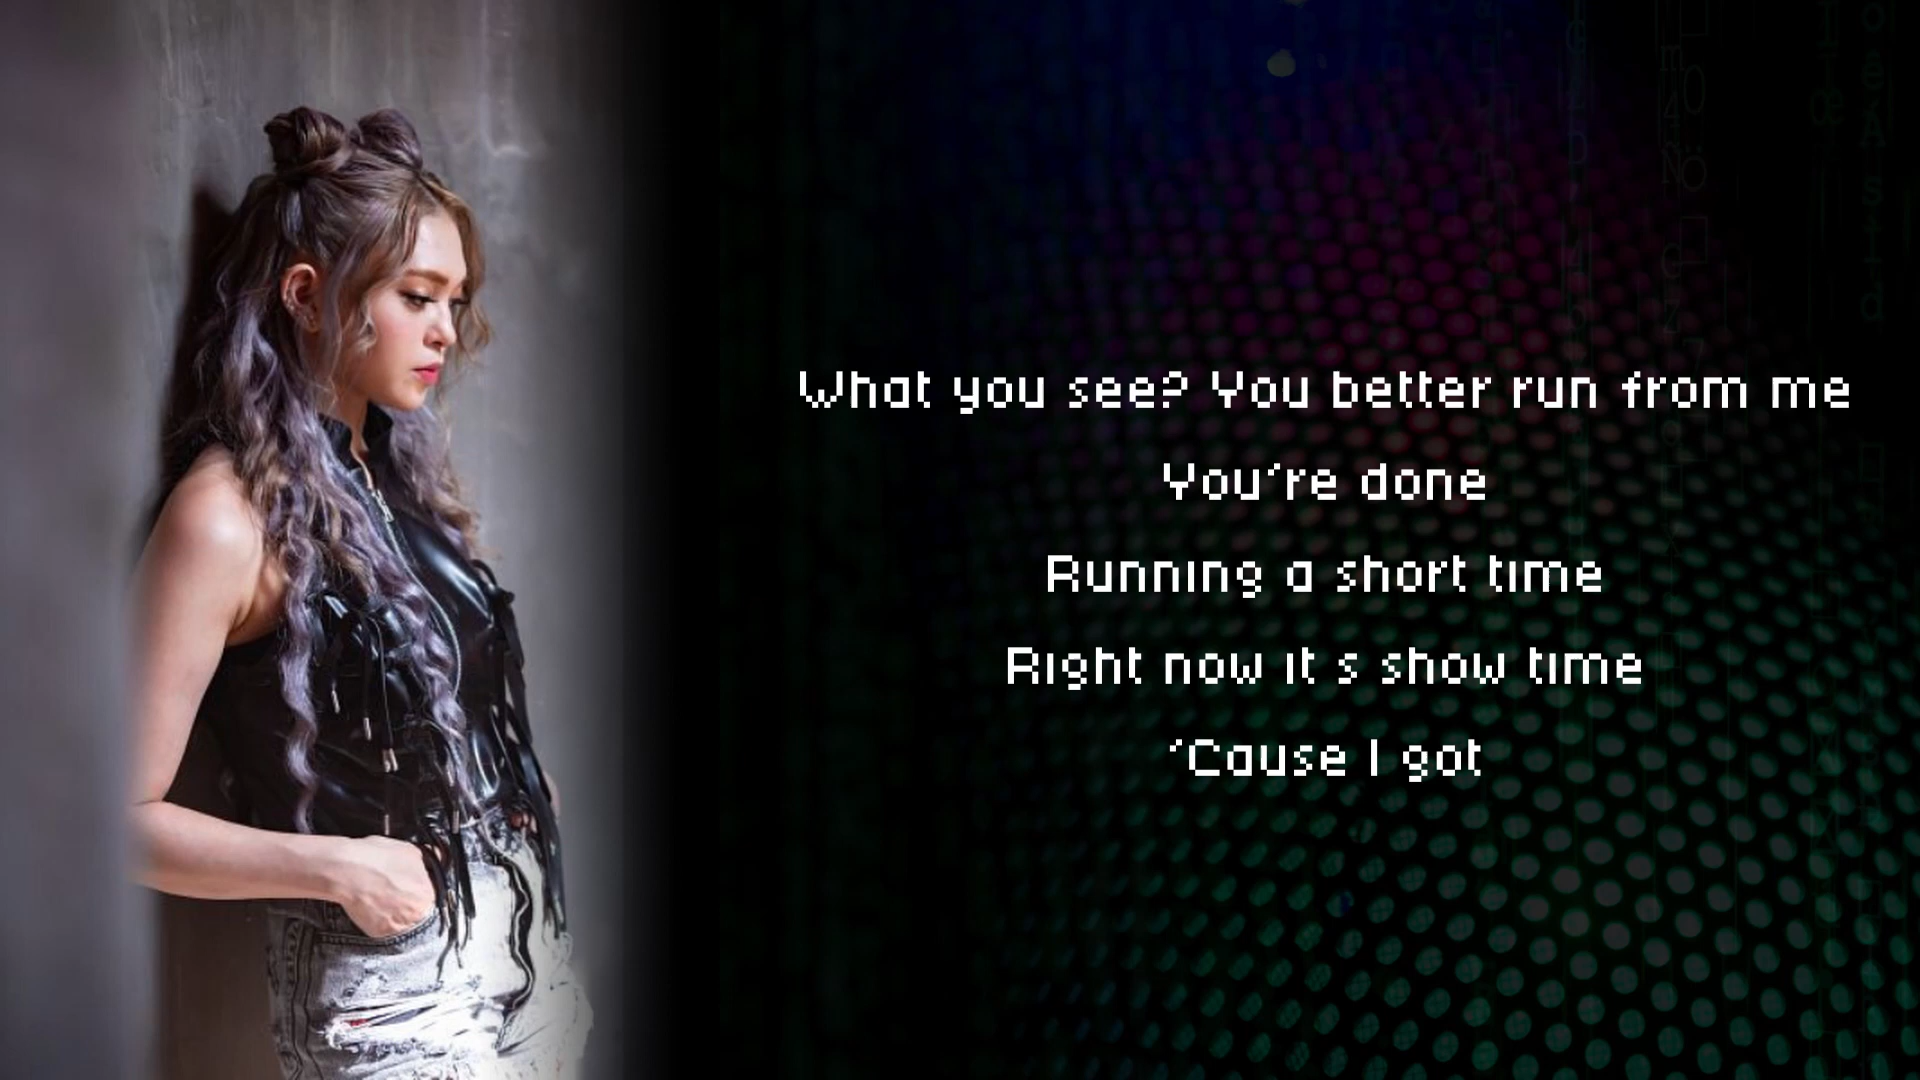 What you see? You better run from me
You're done
Running a short time
Right now it s show time
'Cause I got